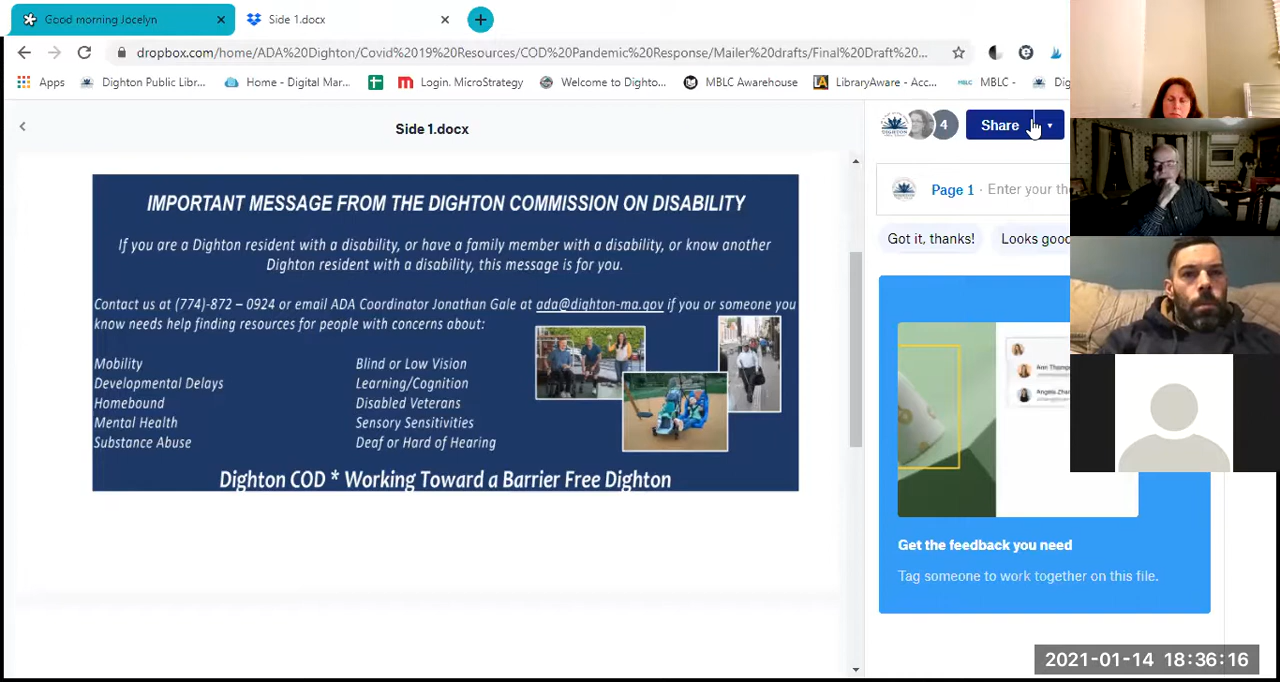 Good morning Jocelyn
Side 1.docx
dropbox.com/home/ADA%20Dighton/Covid%2019%20Resources/COD%20Pandemic%20Response/Mailer%20drafts/Final%20Draft%20...
Apps
Dighton Public Libr...
Home - Digital Mar...
Login. MicroStrategy
Welcome to Dighto...
MBLC Awarehouse
LibraryAware - Acc...
MBLC -
Dig
Side 1.docx
4
Share
Page 1 · Enter your th
Got it, thanks!
Looks good
IMPORTANT MESSAGE FROM THE DIGHTON COMMISSION ON DISABILITY
If you are a Dighton resident with a disability, or have a family member with a disability, or know another
Dighton resident with a disability, this message is for you.
Contact us at (774)-872 – 0924 or email ADA Coordinator Jonathan Gale at ada@dighton-ma.gov if you or someone you
know needs help finding resources for people with concerns about:
Mobility
Developmental Delays
Homebound
Mental Health
Substance Abuse
Blind or Low Vision
Learning/Cognition
Disabled Veterans
Sensory Sensitivities
Deaf or Hard of Hearing
Dighton COD * Working Toward a Barrier Free Dighton
Get the feedback you need
Tag someone to work together on this file.
2021-01-14 18:36:16